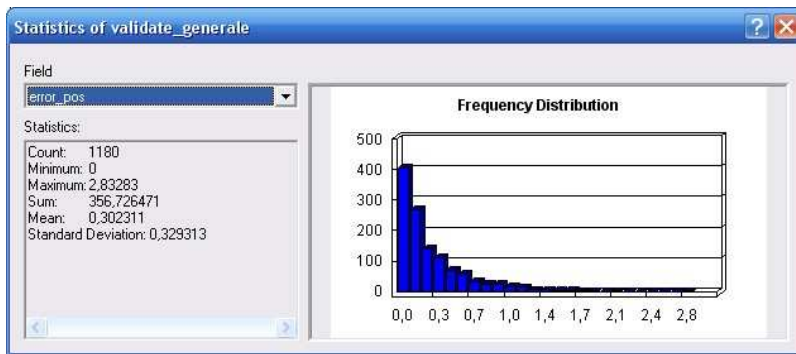 Statistics of validate_generale
Field
error_pos
Statistics:
Count: 1180
Minimum: 0
Maximum: 2,83283
Sum: 356,726471
Mean: 0,302311
Standard Deviation: 0,329313
Frequency Distribution
500
400
300
200
100
0
0,0 0,3 0,7 1,0 1,4 1,7 2,1 2,4 2,8